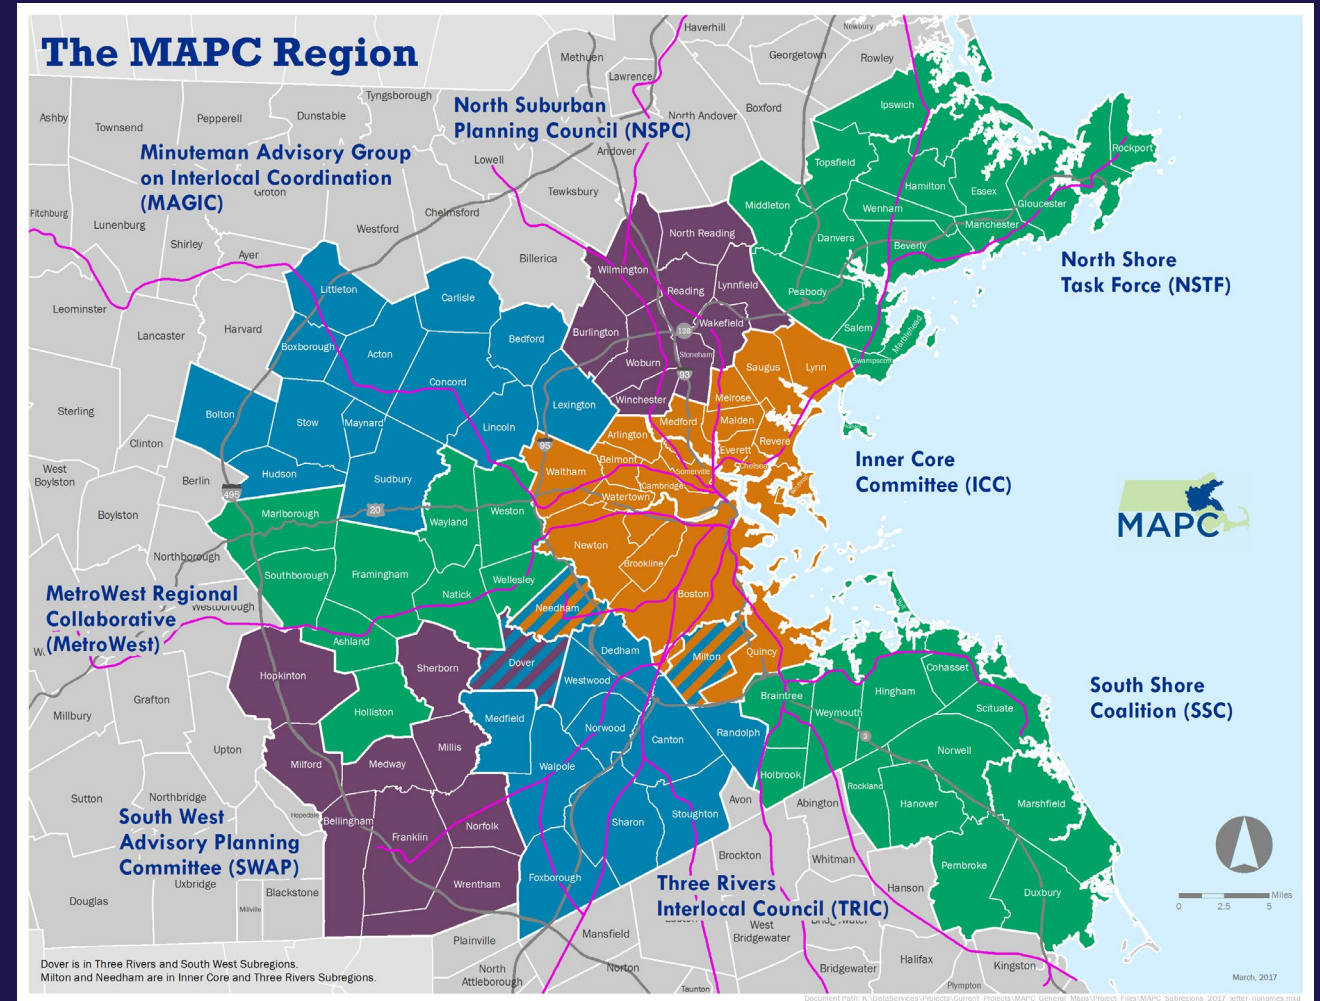 The MAPC Region
Haverhill
Newbury
Methuen
Georgetown
Rowley
Lawrence
Tyngsborough
North Suburban
Planning Council (NSPC)
Ipswich
Boxford
North Andover
Ashby
Townsend
Pepperell
Dunstable
Minuteman Advisory Group
on Interlocal Coordination
(MAGIC)
Groton
Lowell
Andover
Tewksbury
Topsfield
Rockport
Hamilton
Essex
Gloucester
Middleton
Wenham
Manchester
Fitchburg
Lunenburg
Shirley
Ayer
Westford
Chelmsford
Billerica
North Reading
Danvers
Beverly
North Shore
Task Force (NSTF)
Wilmington
Reading
Lynnfield
Peabody
Littleton
Carlisle
Leominster
Lancaster
Harvard
Boxborough
Acton
Bedford
Burlington
128
Wakefield
Salem
Marblehead
Woburn
Stoneham
93
Saugus
Lynn
Swampscott
Concord
Sterling
Clinton
Bolton
Stow
Maynard
Lincoln
Lexington
Winchester
Melrose
Medford
Malden
Arlington
Revere
Everett
95
West
Boylston
Berlin
Hudson
Sudbury
Waltham
Belmont
Somerville
Chelsea
Cambridge
Watertown
Inner Core
Committee (ICC)
495
20
Boylston
Marlborough
Wayland
Weston
MAPC
Northborough
Newton
Brookline
Boston
Southborough
Framingham
Natick
Wellesley
Needham
MetroWest Regional
Collaborative
(MetroWest)
Westborough
Ashland
Dedham
Milton
Quincy
Hopkinton
Sherborn
Dover
Westwood
Cohasset
Grafton
Holliston
Medfield
Braintree
Hingham
Scituate
South Shore
Coalition (SSC)
Millbury
Upton
Milford
Millis
Medway
Norwood
Canton
Randolph
Weymouth
3
Norwell
Walpole
Holbrook
Rockland
Hanover
Marshfield
Sutton
Northbridge
Hopedale
South West
Advisory Planning
Committee (SWAP)
Bellingham
Franklin
Norfolk
Sharon
Stoughton
Avon
Abington
Uxbridge
Blackstone
Millville
Douglas
Wrentham
Foxborough
Brockton
Whitman
Hanson
Pembroke
Duxbury
Three Rivers
Interlocal Council (TRIC)
West
Bridgewater
Miles
0 2.5 5
Plainville
Mansfield
Halifax
Kingston
Dover is in Three Rivers and South West Subregions.
Milton and Needham are in Inner Core and Three Rivers Subregions.
North
Attleborough
Norton
Taunton
Bridgewater
Plympton
March, 2017